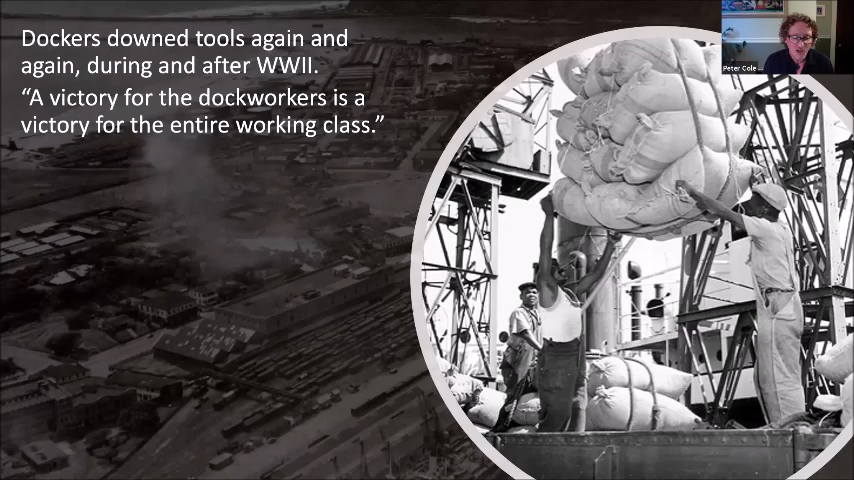 Dockers downed tools again and
again, during and after WWII.
“A victory for the dockworkers is a
victory for the entire working class.”
Peter Cole